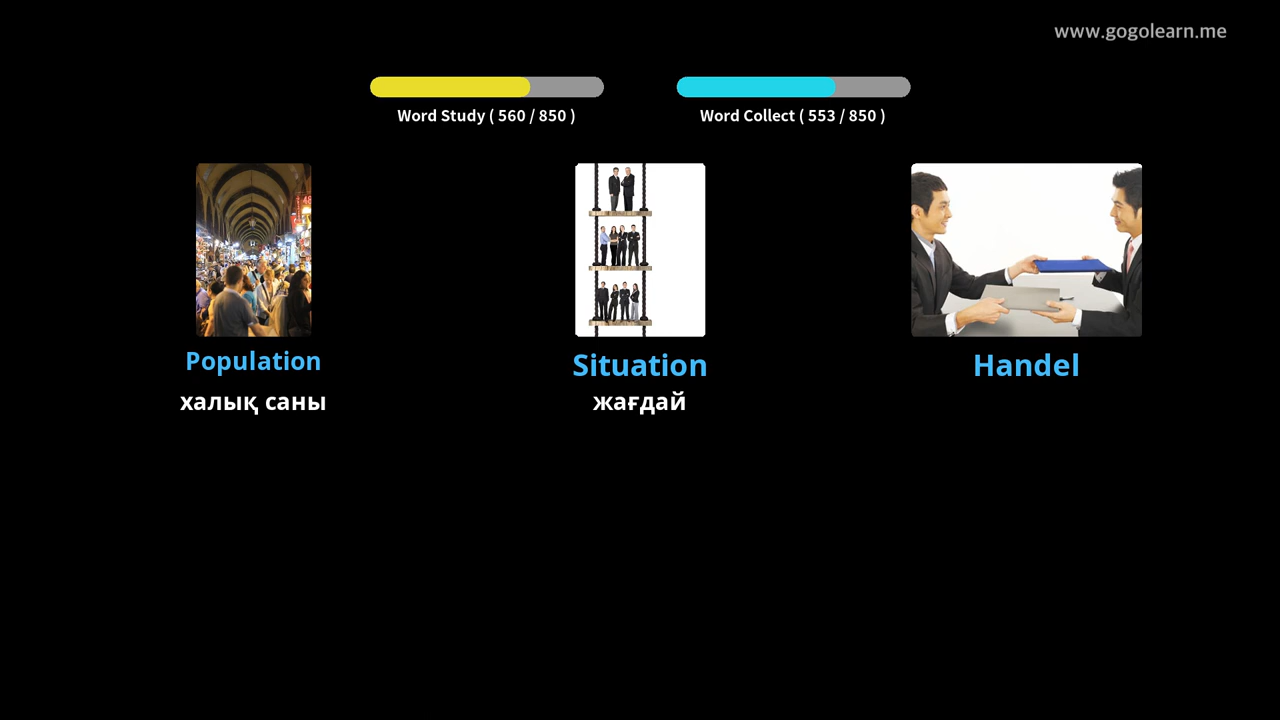 www.gogolearn.me
Word Study ( 560 / 850 )
Word Collect ( 553 / 850 )
Population
Situation
Handel
халық саны
жағдай